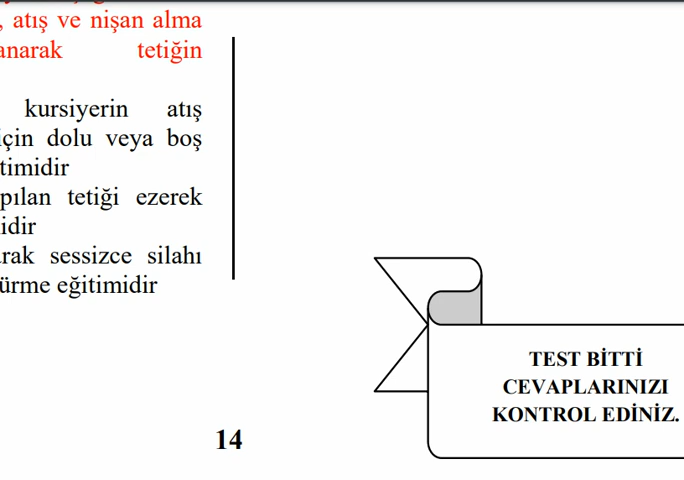 , atış ve nişan alma
anarak tetiğin
kursiyerin atış
için dolu veya boş
timidir
pılan tetiği ezerek
idir
arak sessizce silahı
ürme eğitimidir
14
TEST BİTTİ
CEVAPLARINIZI
KONTROL EDİNİZ.